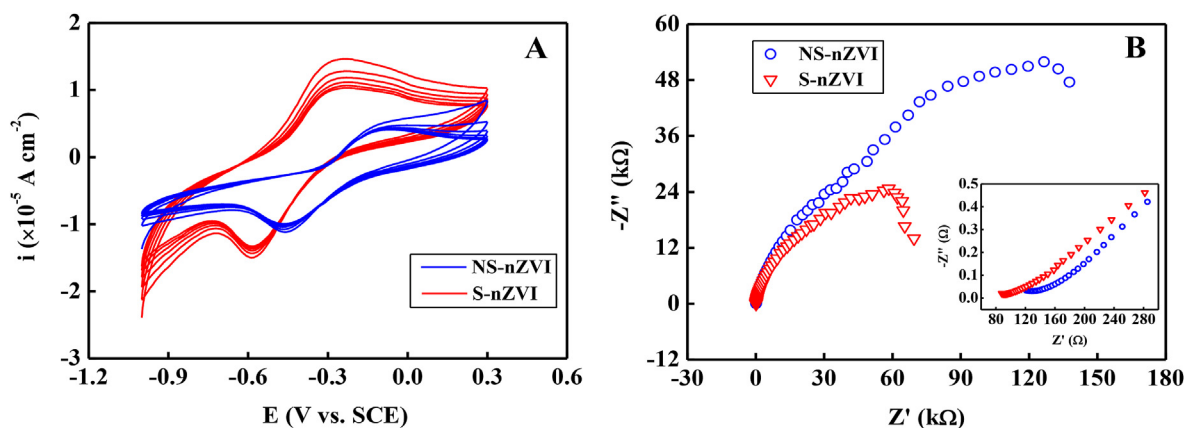 A
2
1
0
-1
-2
-3
i (×10⁻⁵ A cm⁻²)
NS-nZVI
S-nZVI
-1.2 -0.9 -0.6 -0.3 0.0 0.3 0.6
E (V vs. SCE)
B
60
48
36
24
12
0
-12
-Z'' (kΩ)
NS-nZVI
S-nZVI
0.5
0.4
0.3
0.2
0.1
0.0
-Z'' (Ω)
80 120 160 200 240 280
Z' (Ω)
-30 0 30 60 90 120 150 180
Z' (kΩ)